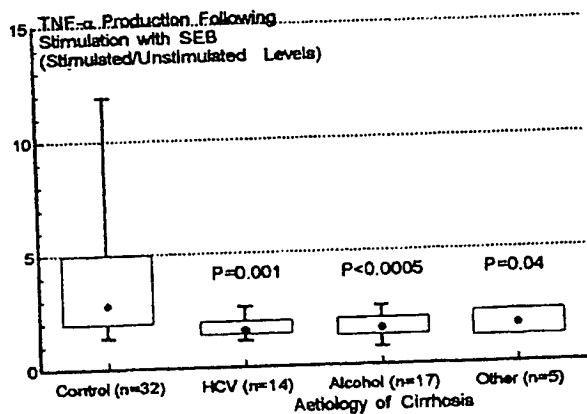 TNF-α Production Following
Stimulation with SEB
(Stimulated/Unstimulated Levels)
15
10
5
0
P=0.001 P<0.0005 P=0.04
Control (n=32) HCV (n=14) Alcohol (n=17) Other (n=5)
Aetiology of Cirrhosis